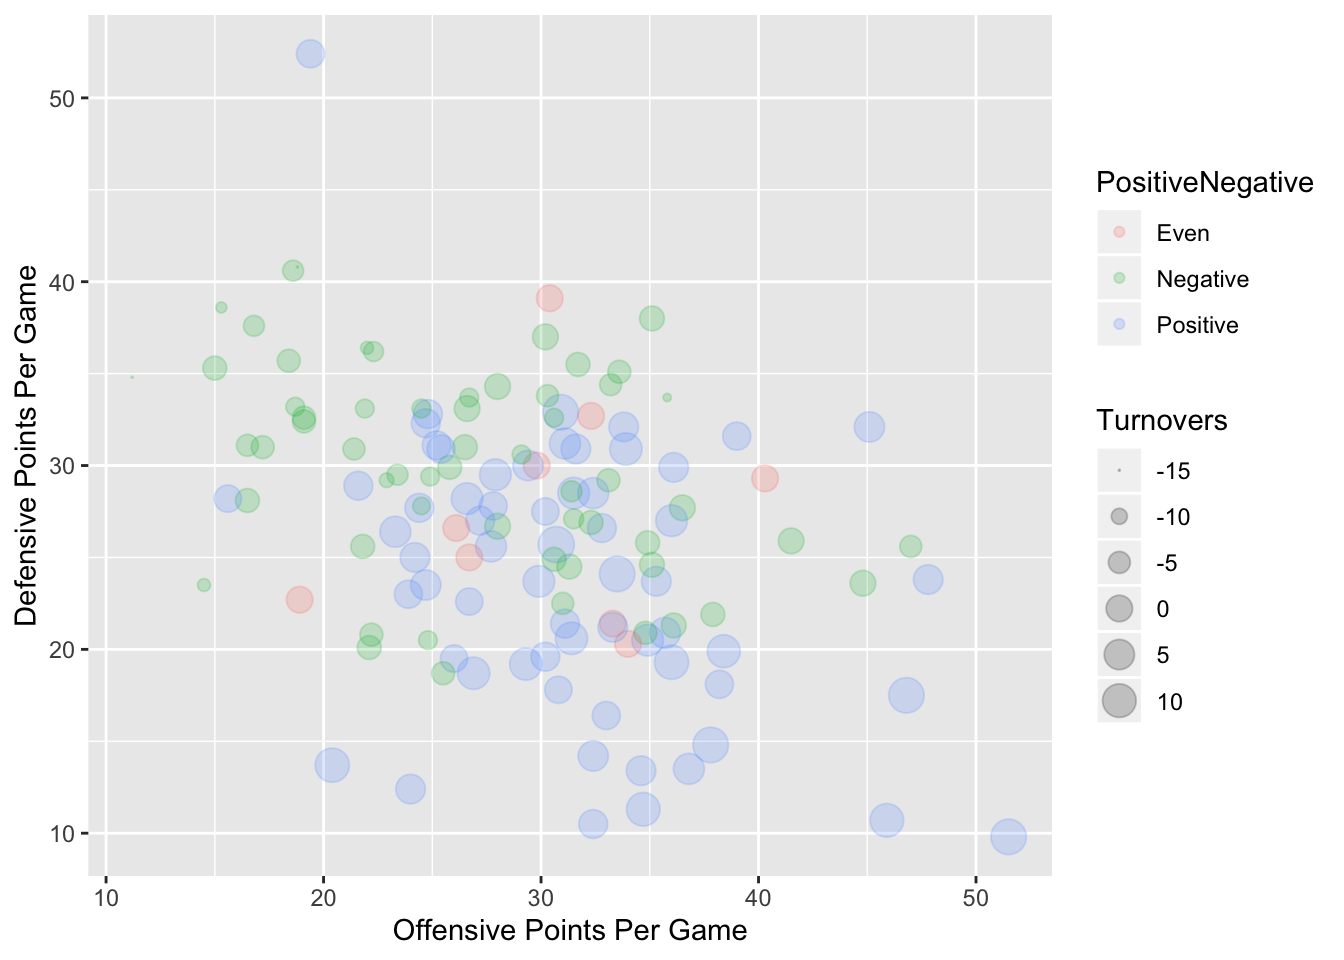 50
40
30
20
10
Defensive Points Per Game
10 20 30 40 50
Offensive Points Per Game
PositiveNegative
Even
Negative
Positive
Turnovers
-15
-10
-5
0
5
10